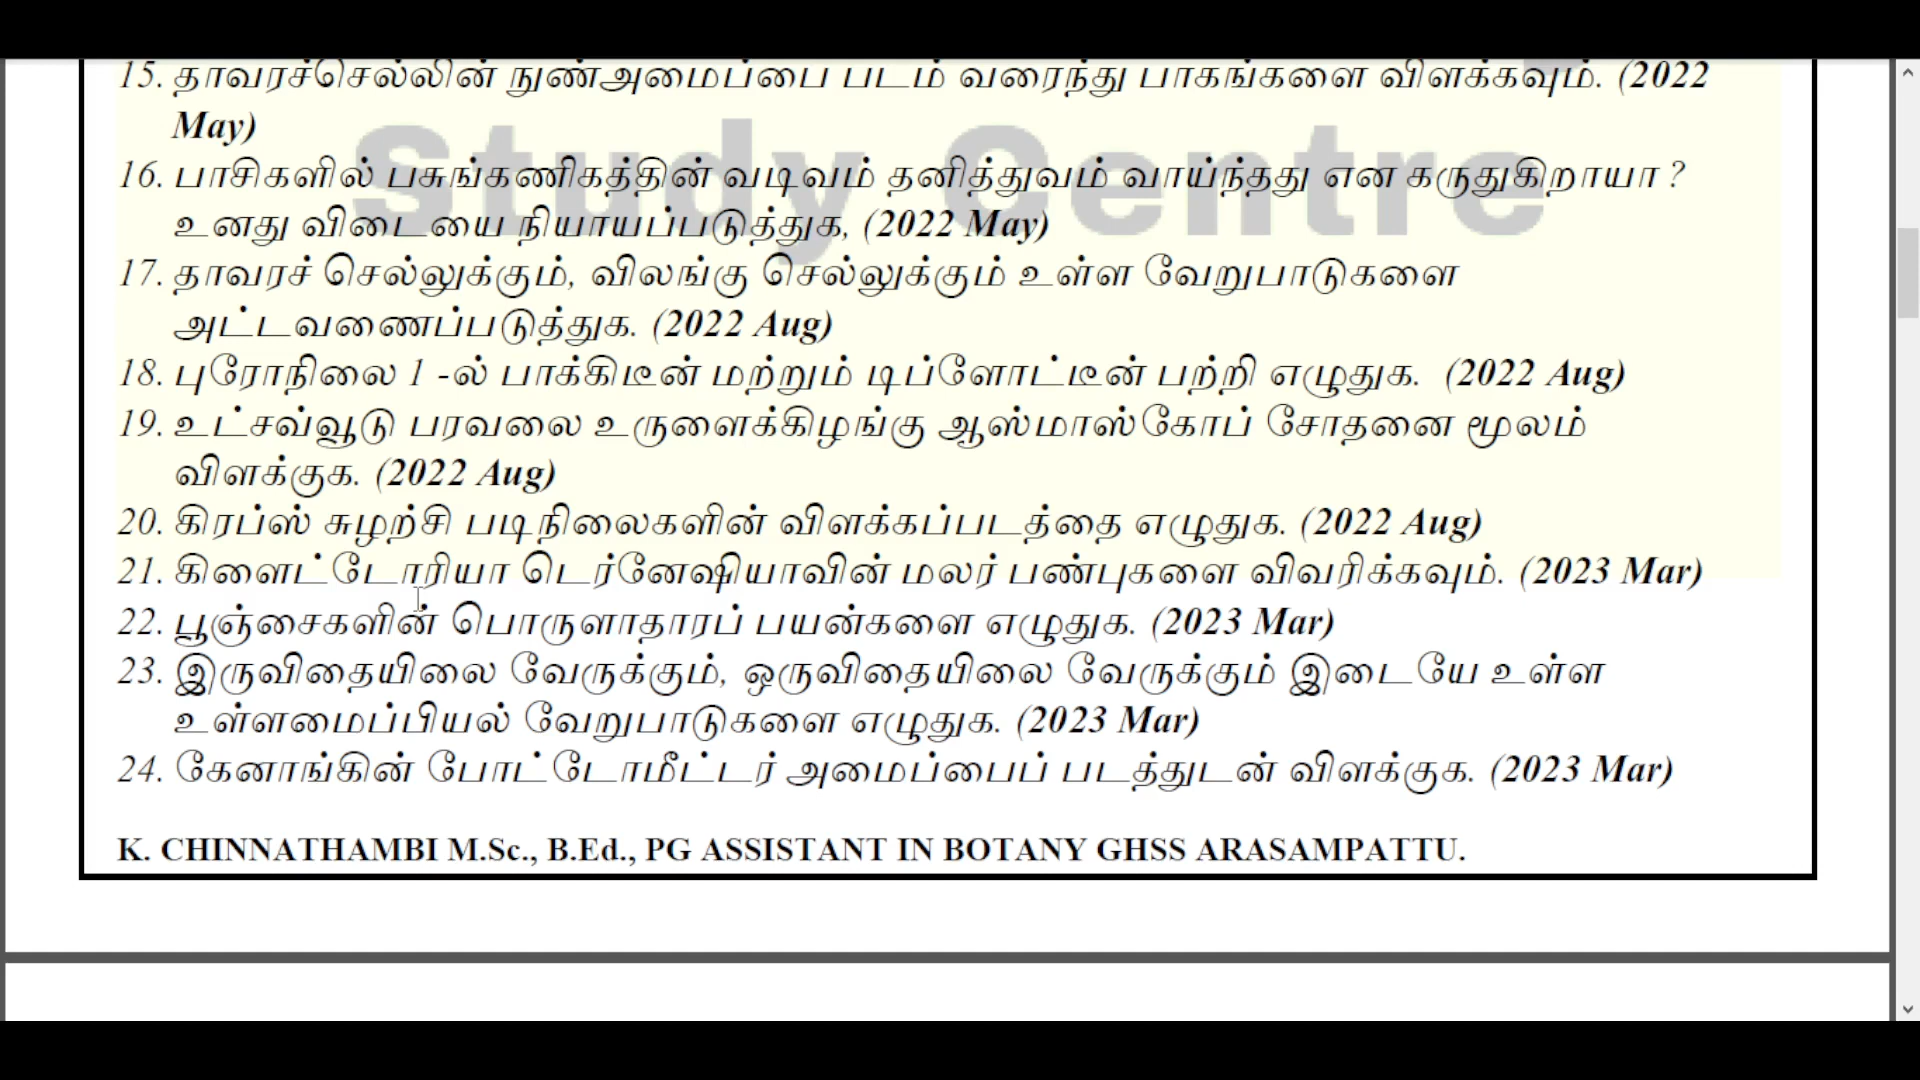 15. தாவரச்செல்லின் நுண்அமைப்பை படம் வரைந்து பாகங்களை விளக்கவும். (2022
May)
Study Centre
16. பாசிகளில் பசுங்கணிகத்தின் வடிவம் தனித்துவம் வாய்ந்தது என கருதுகிறாயா ?
உனது விடையை நியாயப்படுத்துக, (2022 May)
17. தாவரச் செல்லுக்கும், விலங்கு செல்லுக்கும் உள்ள வேறுபாடுகளை
அட்டவணைப்படுத்துக. (2022 Aug)
18. புரோநிலை 1 -ல் பாக்கிடீன் மற்றும் டிப்ளோட்டீன் பற்றி எழுதுக. (2022 Aug)
19. உட்சவ்வூடு பரவலை உருளைக்கிழங்கு ஆஸ்மாஸ்கோப் சோதனை மூலம்
விளக்குக. (2022 Aug)
20. கிரப்ஸ் சுழற்சி படிநிலைகளின் விளக்கப்படத்தை எழுதுக. (2022 Aug)
21. கிளைட்டோரியா டெர்னேஷியாவின் மலர் பண்புகளை விவரிக்கவும். (2023 Mar)
22. பூஞ்சைகளின் பொருளாதாரப் பயன்களை எழுதுக. (2023 Mar)
23. இருவிதையிலை வேருக்கும், ஒருவிதையிலை வேருக்கும் இடையே உள்ள
உள்ளமைப்பியல் வேறுபாடுகளை எழுதுக. (2023 Mar)
24. கேனாங்கின் போட்டோமீட்டர் அமைப்பைப் படத்துடன் விளக்குக. (2023 Mar)
K. CHINNATHAMBI M.Sc., B.Ed., PG ASSISTANT IN BOTANY GHSS ARASAMPATTU.